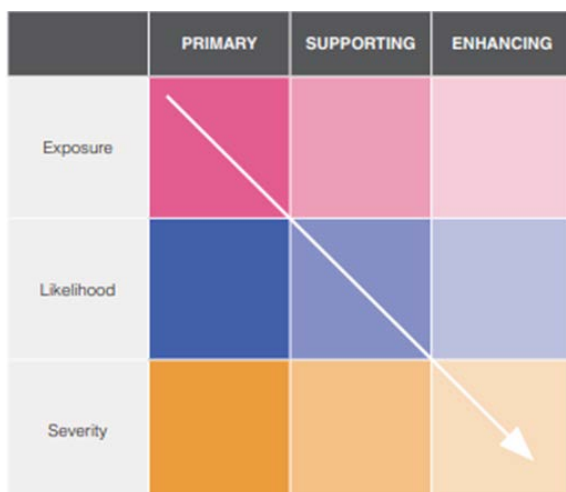 PRIMARY SUPPORTING ENHANCING
Exposure
Likelihood
Severity